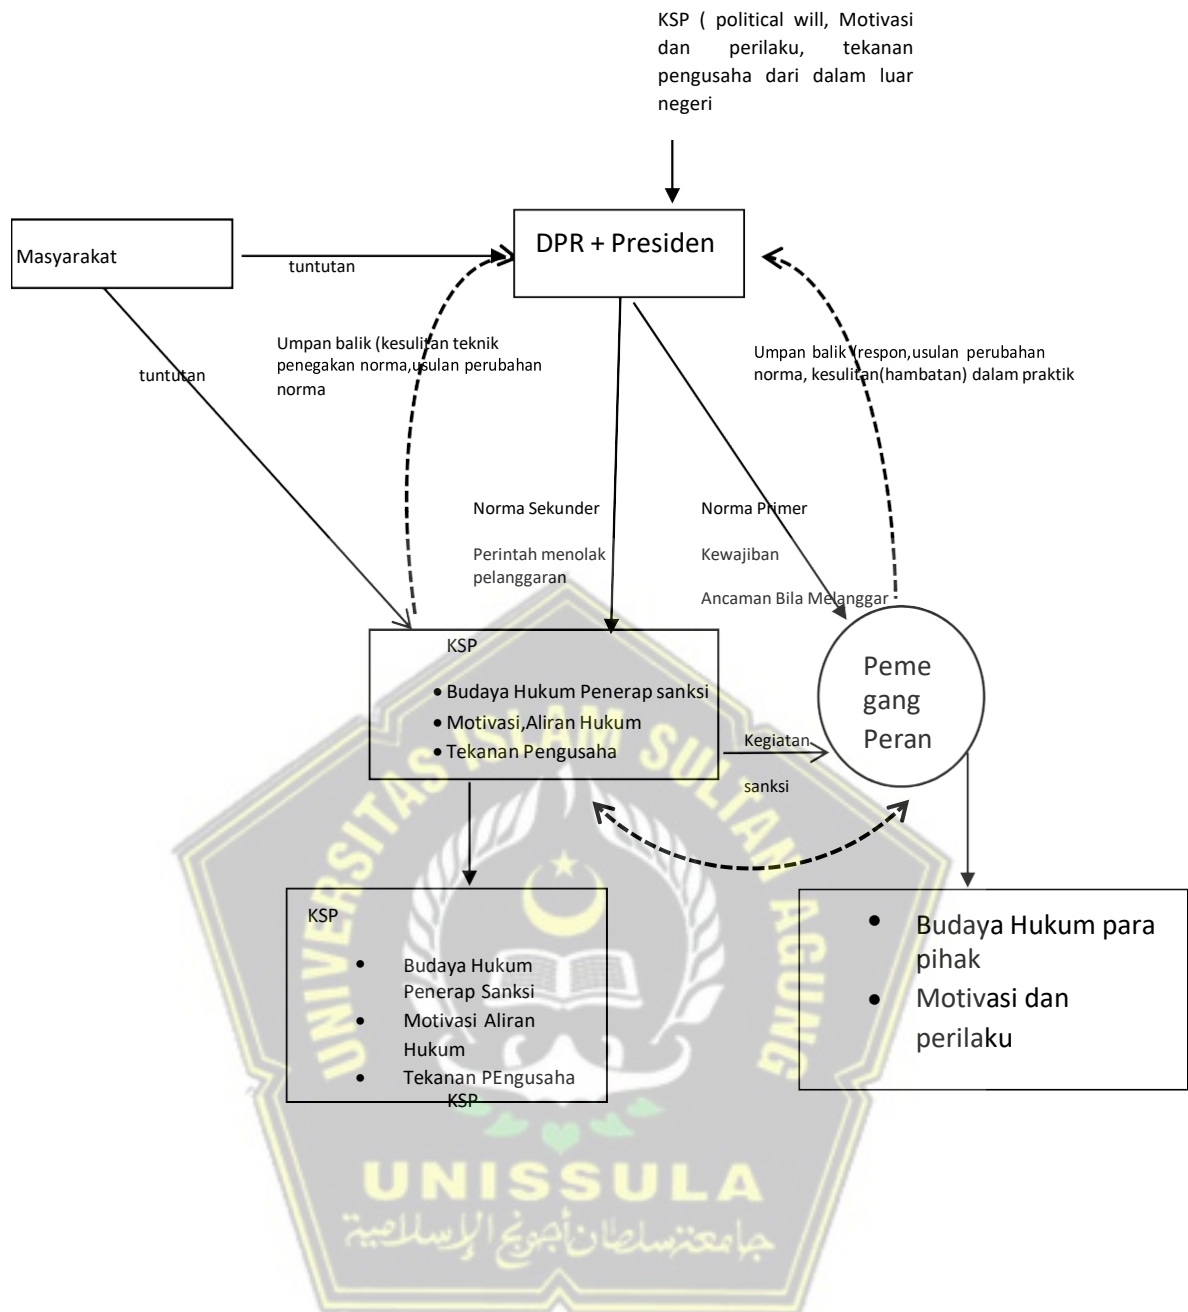 KSP ( political will, Motivasi
dan perilaku, tekanan
pengusaha dari dalam luar
negeri
DPR + Presiden
Masyarakat
tuntutan
Umpan balik (kesulitan teknik
penegakan norma,usulan perubahan
norma
Umpan balik (respon,usulan perubahan
norma, kesulitan(hambatan) dalam praktik
tuntutan
Norma Sekunder
Perintah menolak
pelanggaran
Norma Primer
Kewajiban
Ancaman Bila Melanggar
KSP
• Budaya Hukum Penerap sanksi
• Motivasi,Aliran Hukum
• Tekanan Pengusaha
Peme
gang
Peran
Kegiatan
sanksi
KSP
• Budaya Hukum
Penerap Sanksi
• Motivasi Aliran
Hukum
• Tekanan PEngusaha
KSP
• Budaya Hukum para
pihak
• Motivasi dan
perilaku
UNIVERSITAS ISLAM SULTAN AGUNG
UNISSULA
جامعة سلطان أجونج الإسلامية